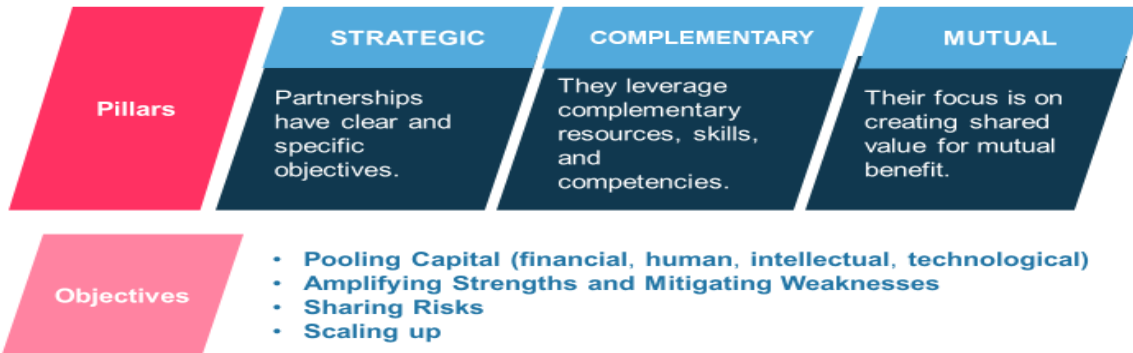 Pillars
STRATEGIC
Partnerships
have clear and
specific
objectives.
COMPLEMENTARY
They leverage
complementary
resources, skills,
and
competencies.
MUTUAL
Their focus is on
creating shared
value for mutual
benefit.
Objectives
• Pooling Capital (financial, human, intellectual, technological)
• Amplifying Strengths and Mitigating Weaknesses
• Sharing Risks
• Scaling up